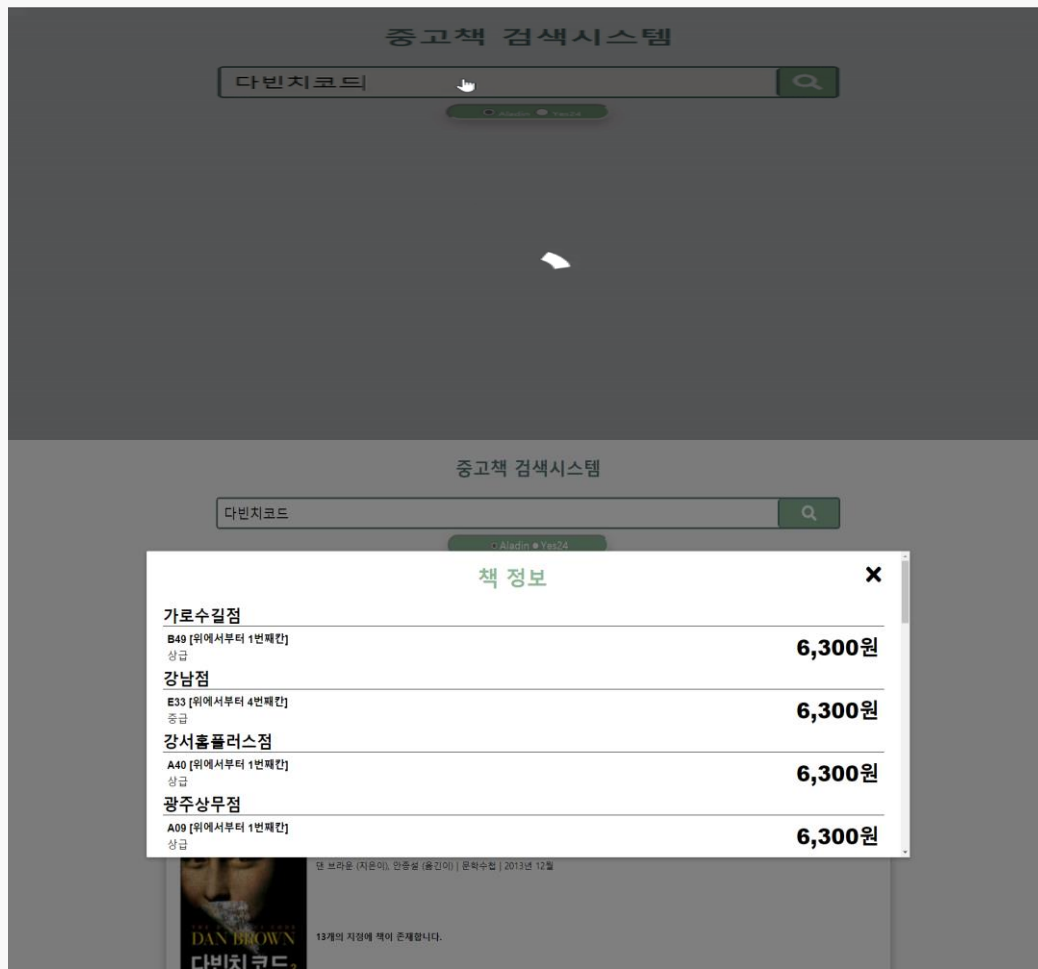 중고책 검색시스템
다빈치코드
Aladin Yes24
중고책 검색시스템
다빈치코드
Aladin Yes24
책 정보
가로수길점
B49 [위에서부터 1번째칸]
상급
6,300원
강남점
E33 [위에서부터 4번째칸]
중급
6,300원
강서홈플러스점
A40 [위에서부터 1번째칸]
상급
6,300원
광주상무점
A09 [위에서부터 1번째칸]
상급
6,300원
댄 브라운 (지은이), 안종설 (옮긴이) | 문학수첩 | 2013년 12월
DAN BROWN
13개의 지점에 책이 존재합니다.
다빈치 코드 2